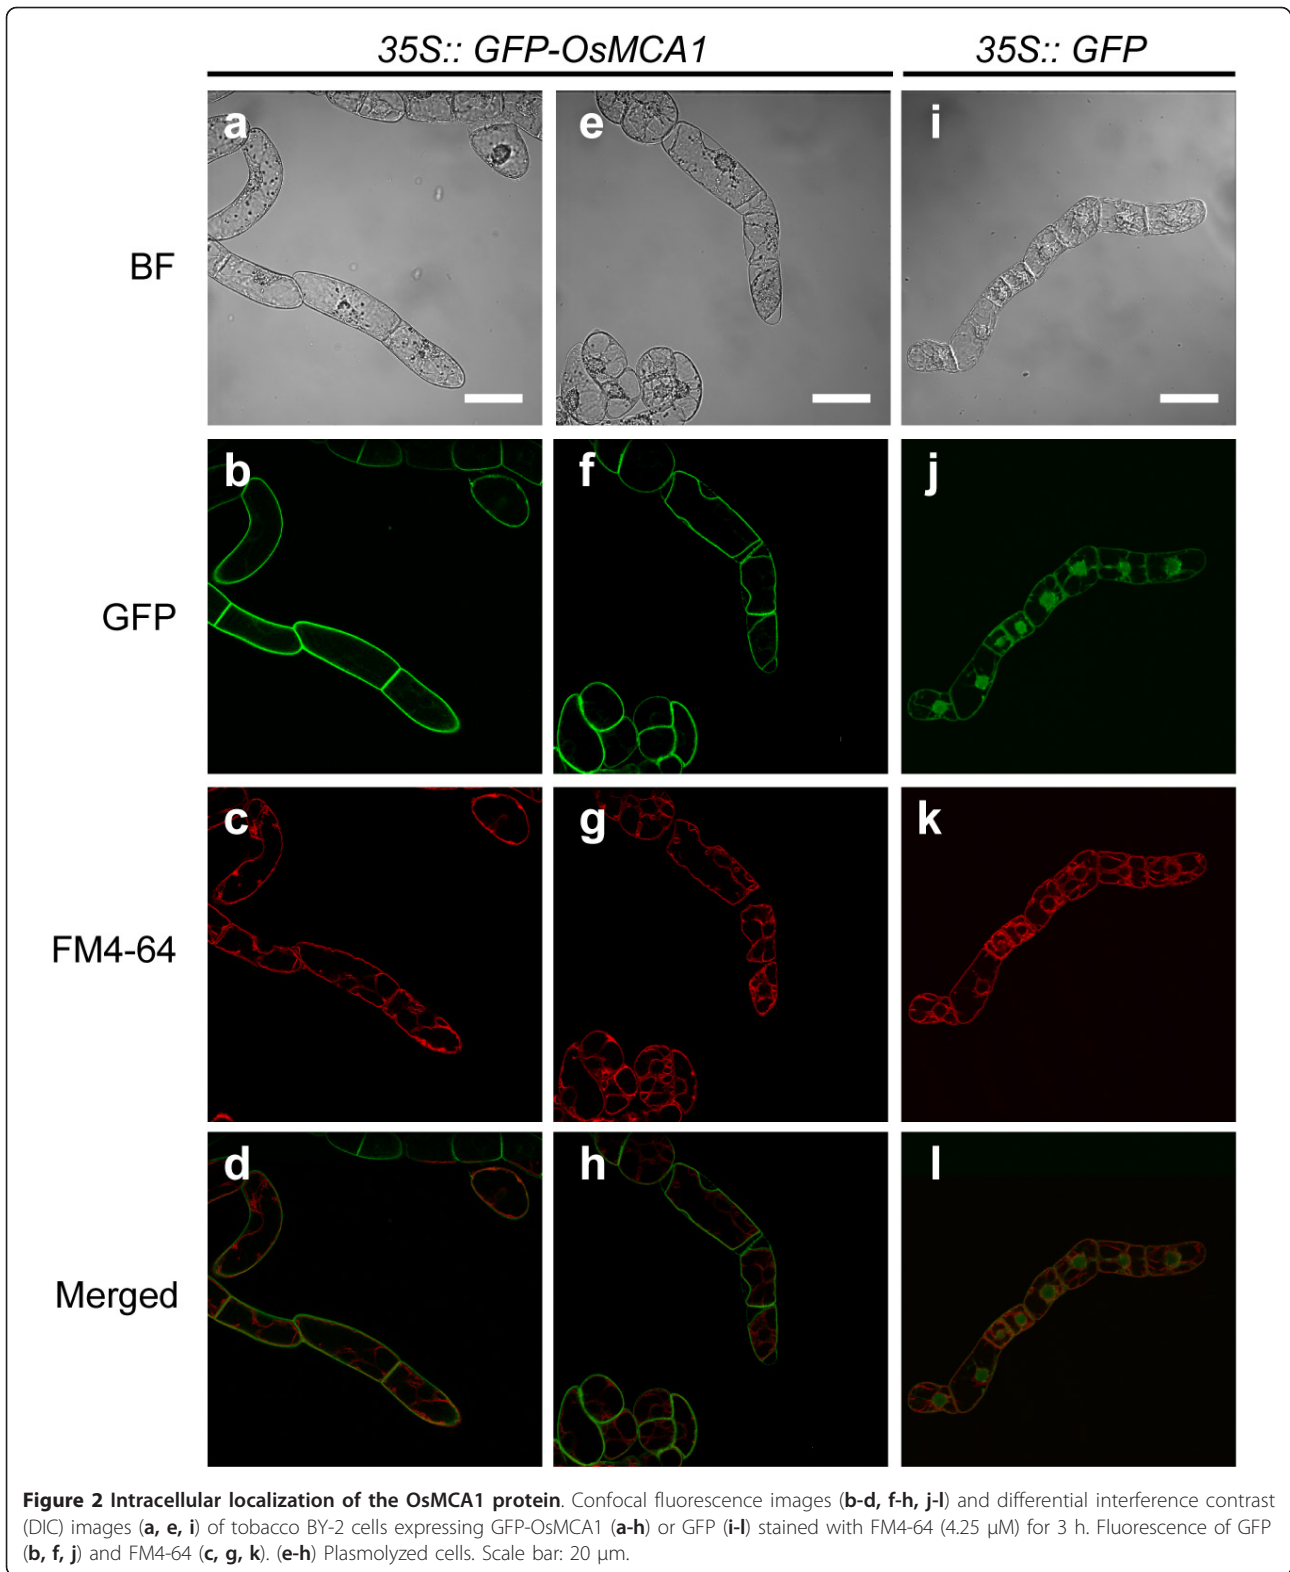 35S:: GFP-OsMCA1 35S:: GFP
a e i
BF
b f j
GFP
c g k
FM4-64
d h l
Merged
Figure 2 Intracellular localization of the OsMCA1 protein. Confocal fluorescence images (b-d, f-h, j-l) and differential interference contrast
(DIC) images (a, e, i) of tobacco BY-2 cells expressing GFP-OsMCA1 (a-h) or GFP (i-l) stained with FM4-64 (4.25 μM) for 3 h. Fluorescence of GFP
(b, f, j) and FM4-64 (c, g, k). (e-h) Plasmolyzed cells. Scale bar: 20 μm.